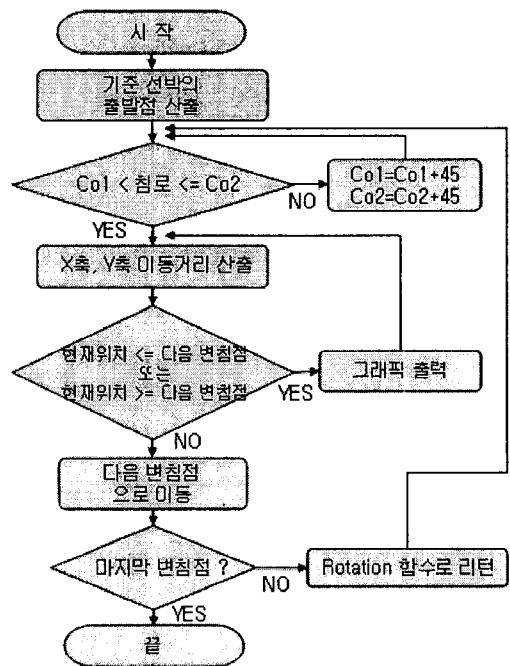 시 작
기준 선박의
출발점 산출
Co1 < 침로 <= Co2
NO
Co1=Co1+45
Co2=Co2+45
YES
X축, Y축 이동거리 산출
현재위치 <= 다음 변침점
또는
현재위치 >= 다음 변침점
YES
그래픽 출력
NO
다음 변침점
으로 이동
마지막 변침점 ?
NO
Rotation 함수로 리턴
YES
끝